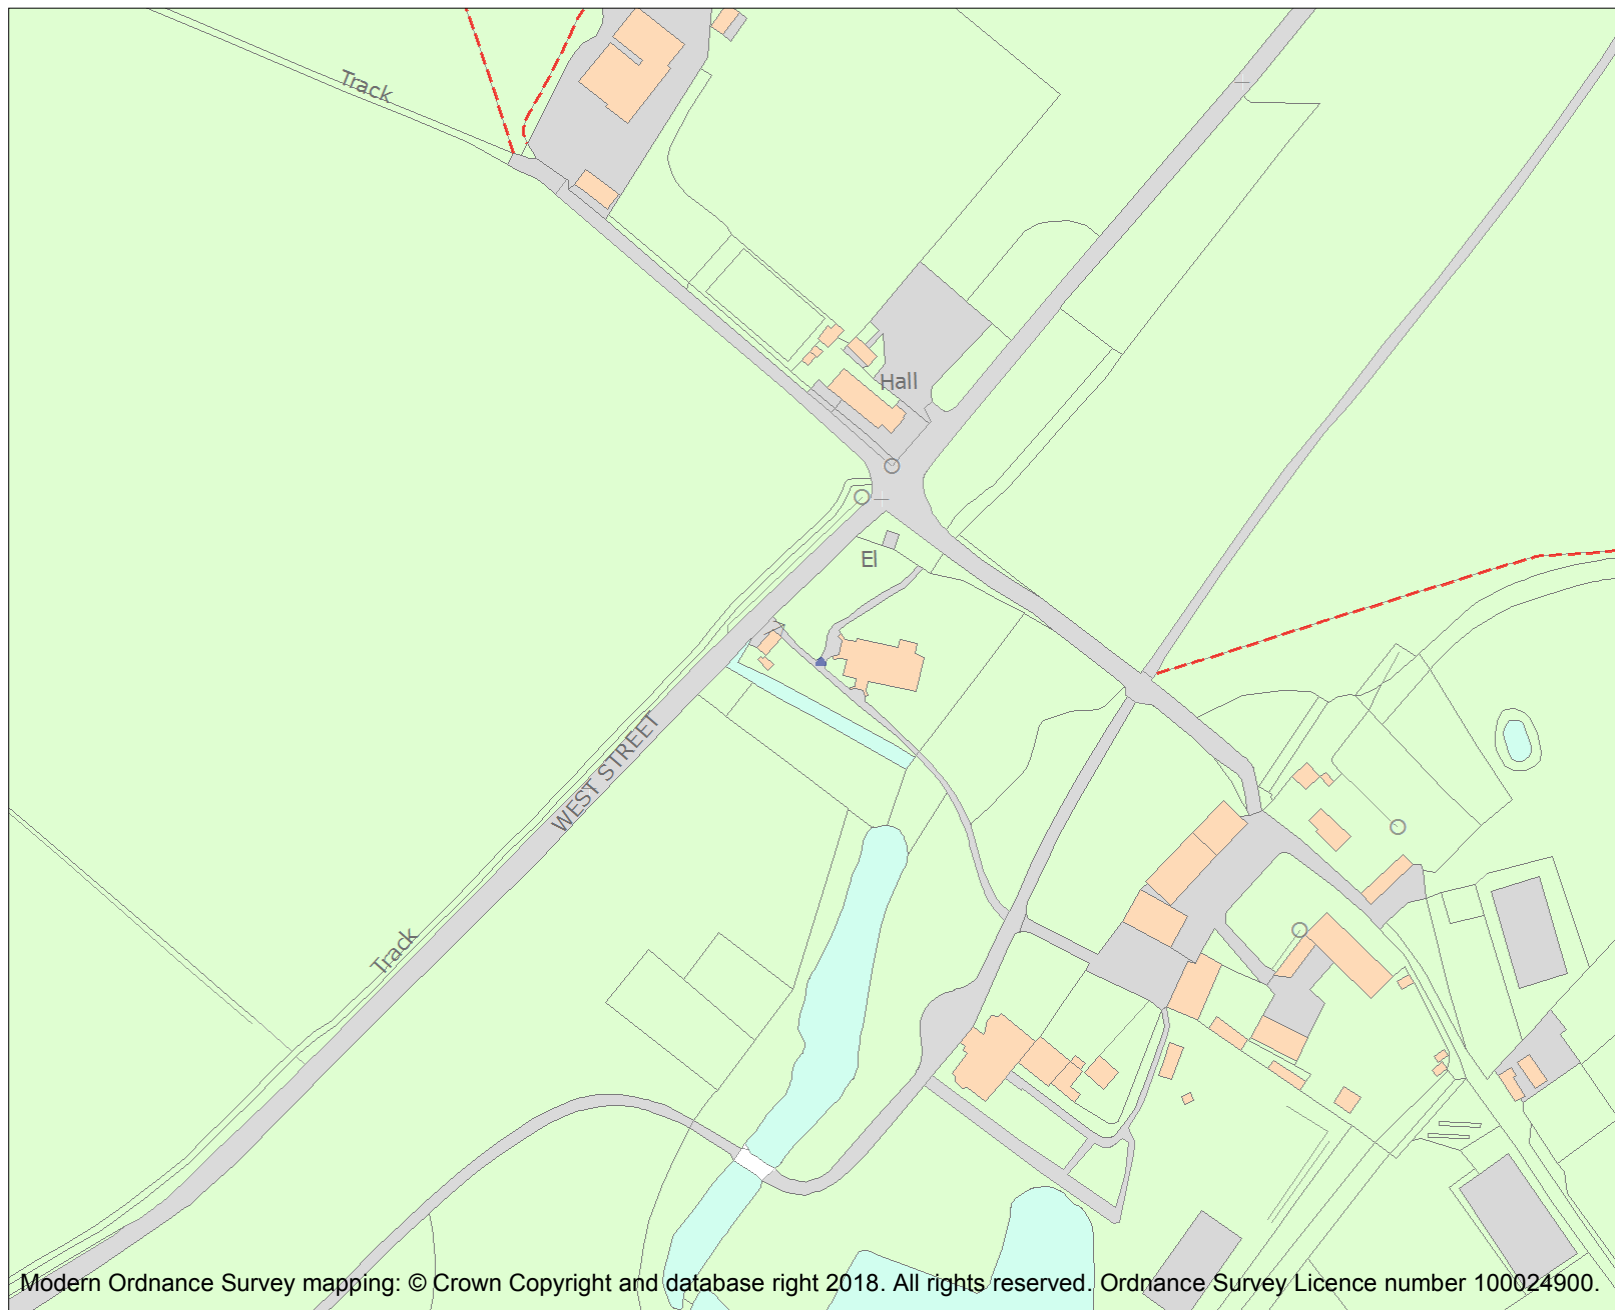 Track
Hall
El
WEST STREET
Track
Modern Ordnance Survey mapping: © Crown Copyright and database right 2018. All rights reserved. Ordnance Survey Licence number 100024900.